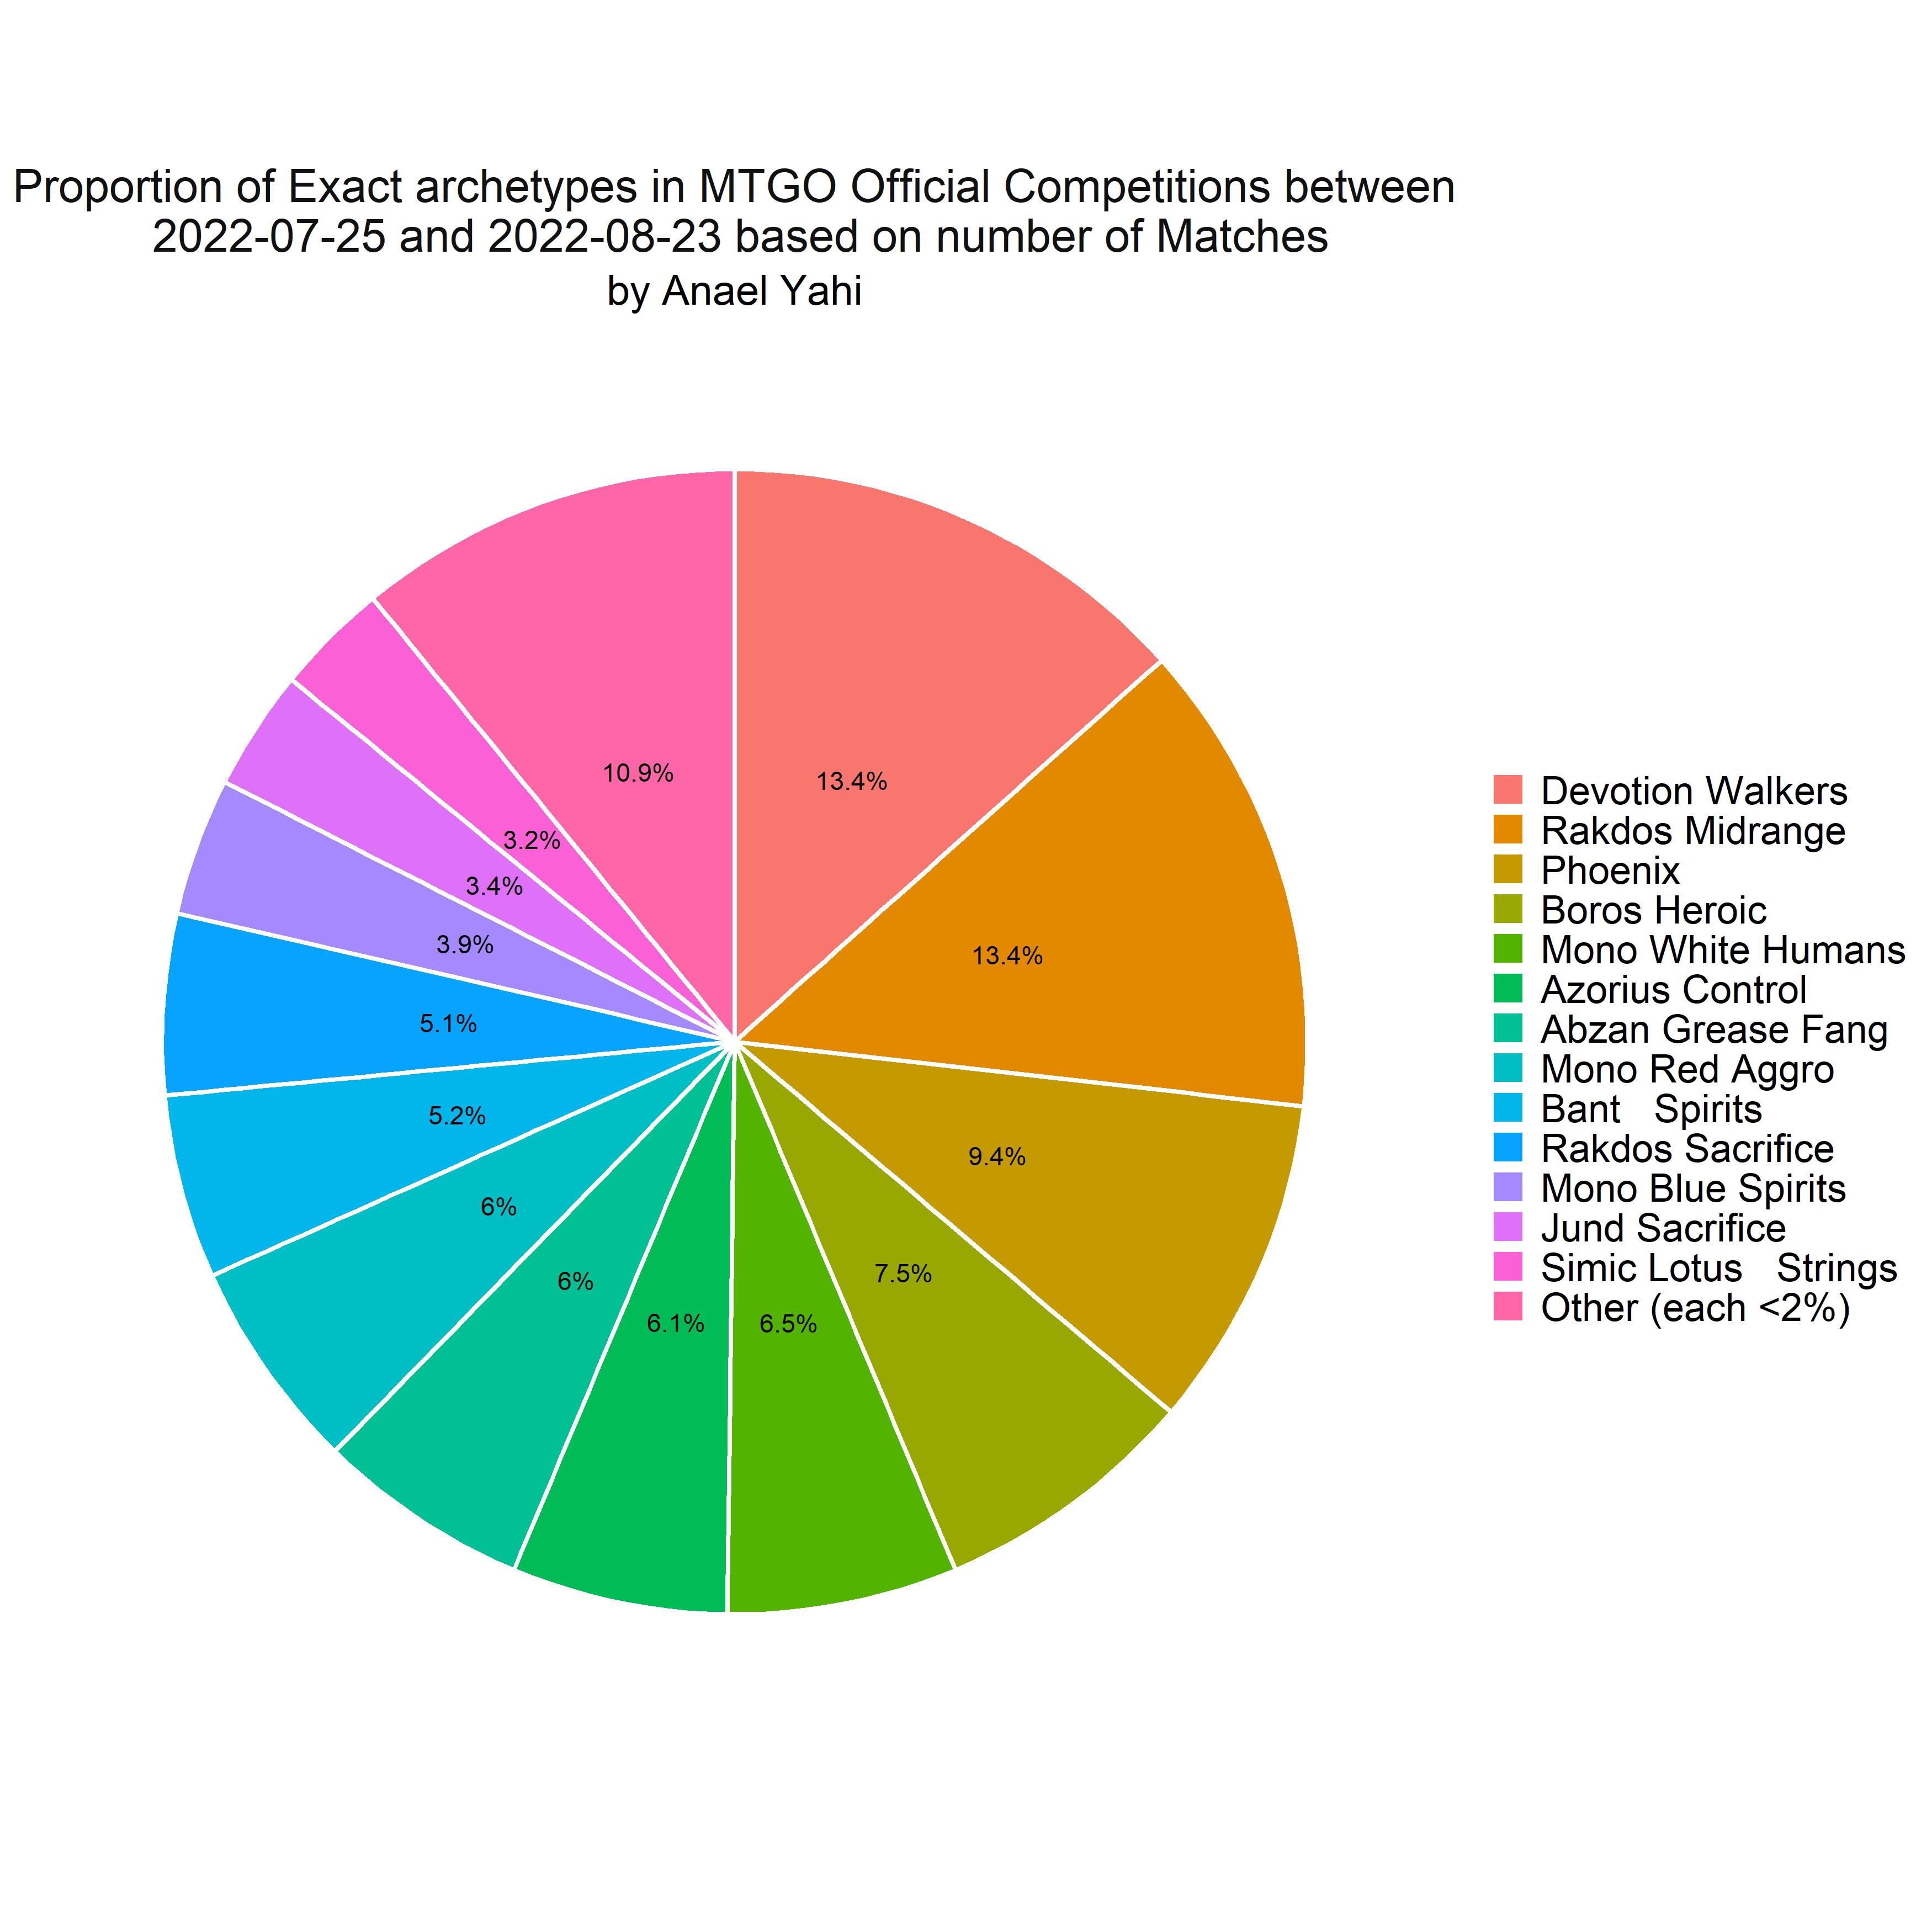 Proportion of Exact archetypes in MTGO Official Competitions between
2022-07-25 and 2022-08-23 based on number of Matches
by Anael Yahi
10.9%
13.4%
3.2%
3.4%
3.9%
13.4%
5.1%
5.2%
9.4%
6%
6%
7.5%
6.1%
6.5%
Devotion Walkers
Rakdos Midrange
Phoenix
Boros Heroic
Mono White Humans
Azorius Control
Abzan Grease Fang
Mono Red Aggro
Bant   Spirits
Rakdos Sacrifice
Mono Blue Spirits
Jund Sacrifice
Simic Lotus   Strings
Other (each <2%)